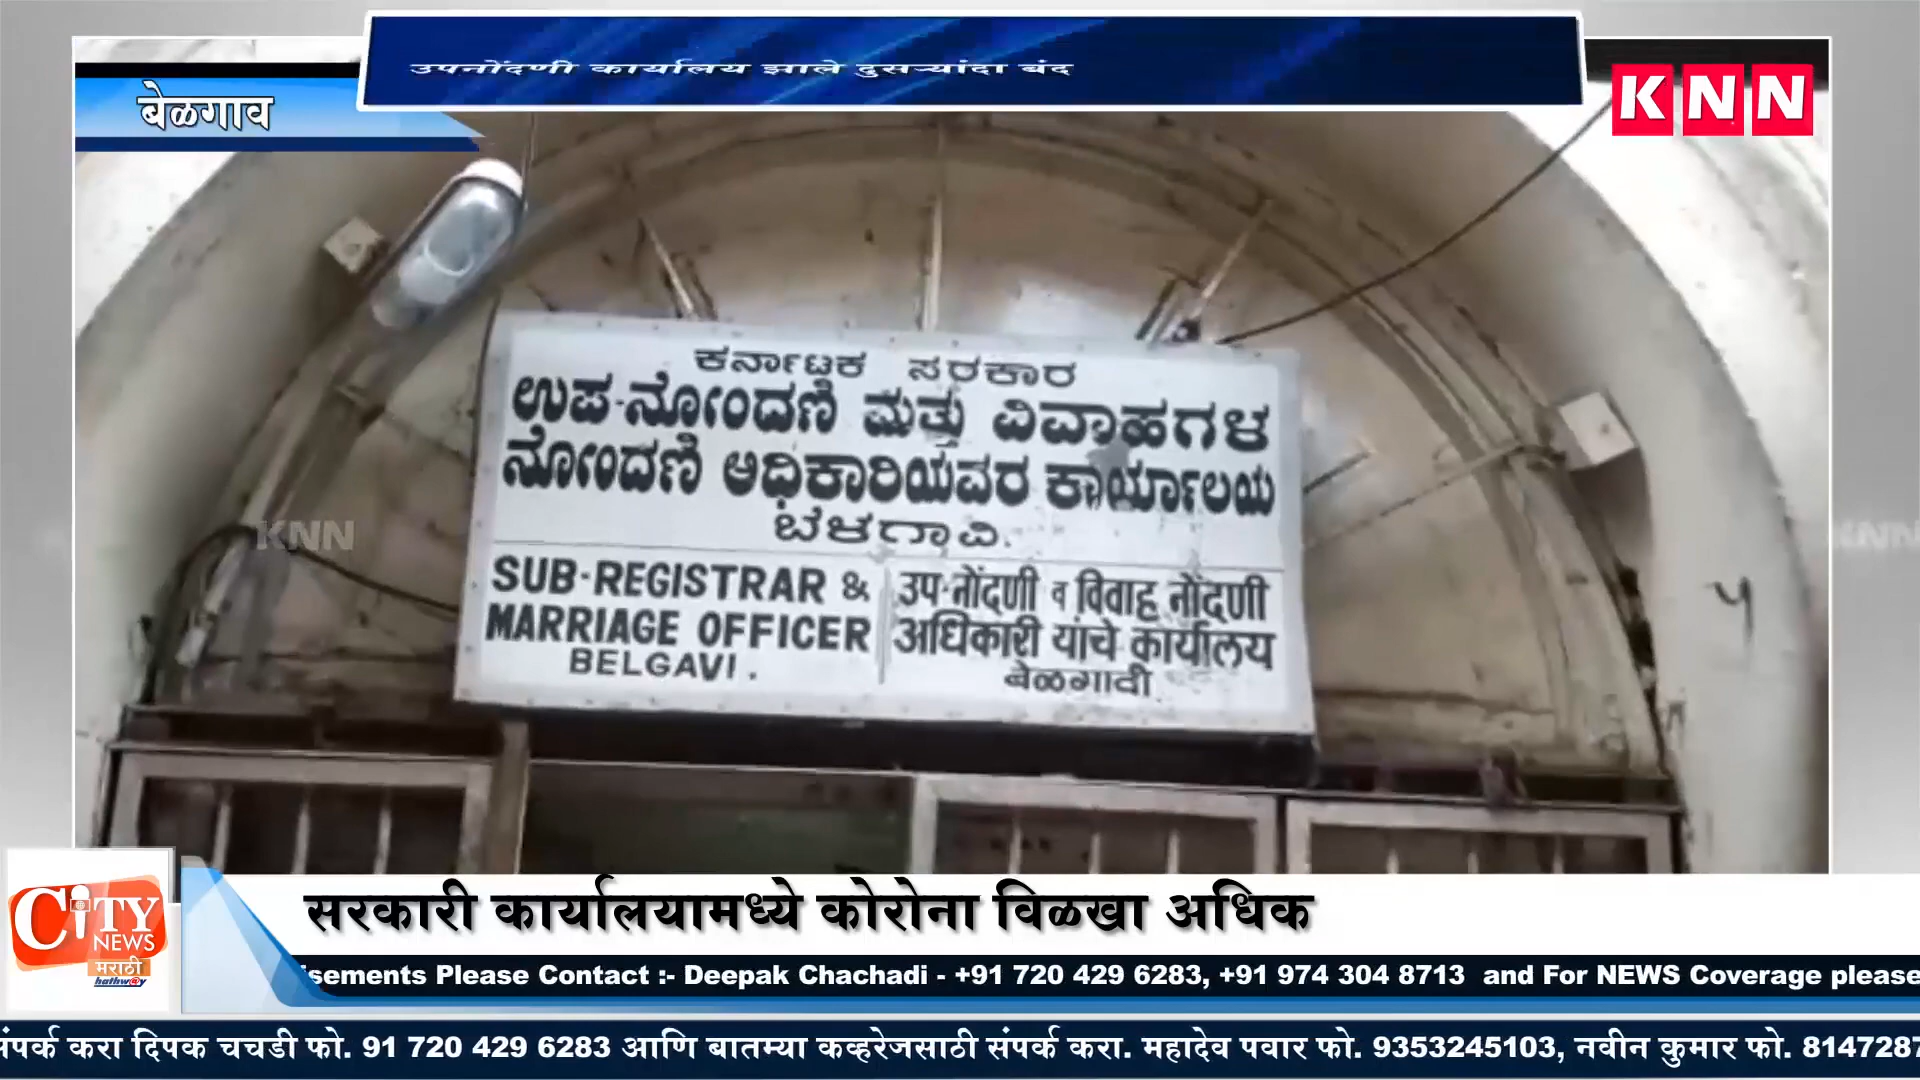 उपनोंदणी कार्यालय झाले दुसऱ्यांदा बंद
बेळगाव
KNN
ಕರ್ನಾಟಕ ಸರಕಾರ
ಉಪ-ನೋಂದಣಿ ಮತ್ತು ವಿವಾಹಗಳ
ನೋಂದಣಿ ಅಧಿಕಾರಿಯವರ ಕಾರ್ಯಾಲಯ
ಬೆಳಗಾವಿ.
SUB-REGISTRAR &
MARRIAGE OFFICER
BELGAVI.
उप-नोंदणी व विवाह नोंदणी
अधिकारी यांचे कार्यालय
बेळगावी
KNN
KNN
सरकारी कार्यालयामध्ये कोरोना विळखा अधिक
CiTY
NEWS
मराठी
hathway
isements Please Contact :- Deepak Chachadi - +91 720 429 6283, +91 974 304 8713 and For NEWS Coverage please
संपर्क करा दिपक चचडी फो. 91 720 429 6283 आणि बातम्या कव्हरेजसाठी संपर्क करा. महादेव पवार फो. 9353245103, नवीन कुमार फो. 8147287